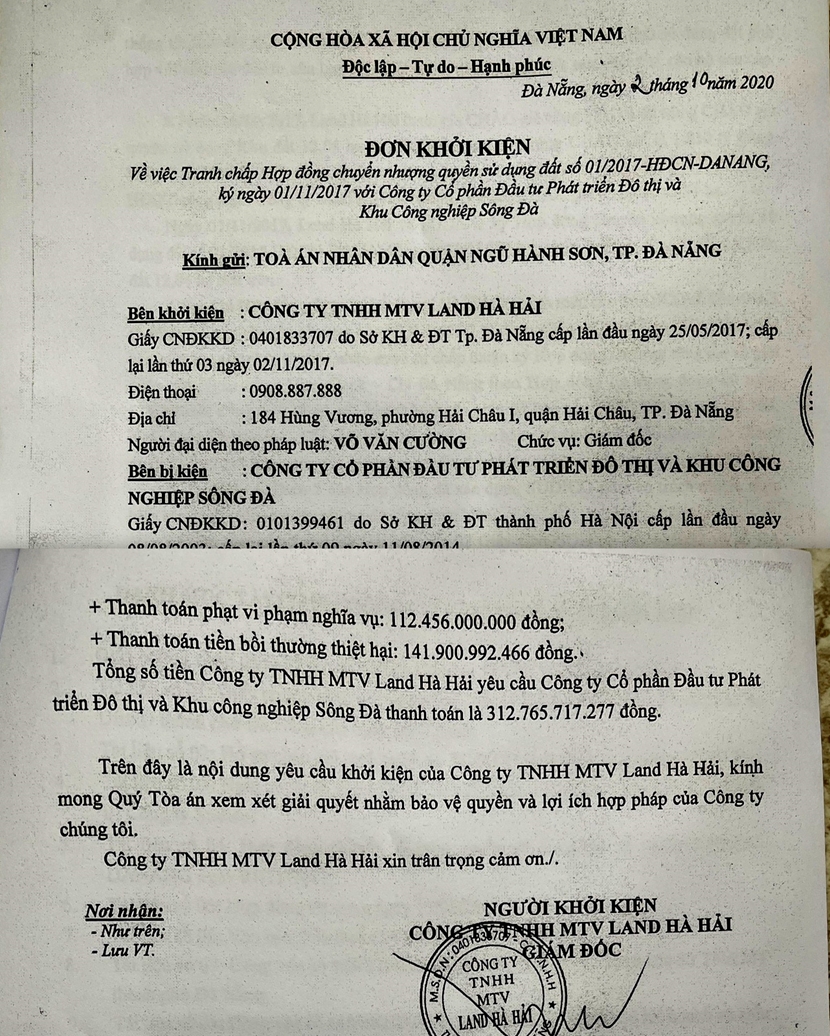 CỘNG HÒA XÃ HỘI CHỦ NGHĨA VIỆT NAM
Độc lập – Tự do – Hạnh phúc
Đà Nẵng, ngày 2 tháng 10 năm 2020
ĐƠN KHỞI KIỆN
Về việc Tranh chấp Hợp đồng chuyển nhượng quyền sử dụng đất số 01/2017-HĐCN-DANANG,
ký ngày 01/11/2017 với Công ty Cổ phần Đầu tư Phát triển Đô thị và
Khu Công nghiệp Sông Đà
Kính gửi: TOÀ ÁN NHÂN DÂN QUẬN NGŨ HÀNH SƠN, TP. ĐÀ NẴNG
Bên khởi kiện : CÔNG TY TNHH MTV LAND HÀ HẢI
Giấy CNĐKKD : 0401833707 do Sở KH & ĐT Tp. Đà Nẵng cấp lần đầu ngày 25/05/2017; cấp
lại lần thứ 03 ngày 02/11/2017.
Điện thoại : 0908.887.888
Địa chỉ : 184 Hùng Vương, phường Hải Châu I, quận Hải Châu, TP. Đà Nẵng
Người đại diện theo pháp luật: VÕ VĂN CƯỜNG Chức vụ: Giám đốc
Bên bị kiện : CÔNG TY CỔ PHẦN ĐẦU TƯ PHÁT TRIỂN ĐÔ THỊ VÀ KHU CÔNG
NGHIỆP SÔNG ĐÀ
Giấy CNĐKKD: 0101399461 do Sở KH & ĐT thành phố Hà Nội cấp lần đầu ngày
cấp lại lần thứ 09 ngày 11/08/2014
+ Thanh toán phạt vi phạm nghĩa vụ: 112.456.000.000 đồng;
+ Thanh toán tiền bồi thường thiệt hại: 141.900.992.466 đồng.
Tổng số tiền Công ty TNHH MTV Land Hà Hải yêu cầu Công ty Cổ phần Đầu tư Phát
triển Đô thị và Khu công nghiệp Sông Đà thanh toán là 312.765.717.277 đồng.
Trên đây là nội dung yêu cầu khởi kiện của Công ty TNHH MTV Land Hà Hải, kính
mong Quý Tòa án xem xét giải quyết nhằm bảo vệ quyền và lợi ích hợp pháp của Công ty
chúng tôi.
Công ty TNHH MTV Land Hà Hải xin trân trọng cảm ơn./.
Nơi nhận:
- Như trên;
- Lưu VT.
NGƯỜI KHỞI KIỆN
CÔNG TY TNHH MTV LAND HÀ HẢI
GIÁM ĐỐC
M.S.D.N: 0401833707 - C.T.T.N.H.H
CÔNG TY
TNHH
MTV
LAND HÀ HẢI